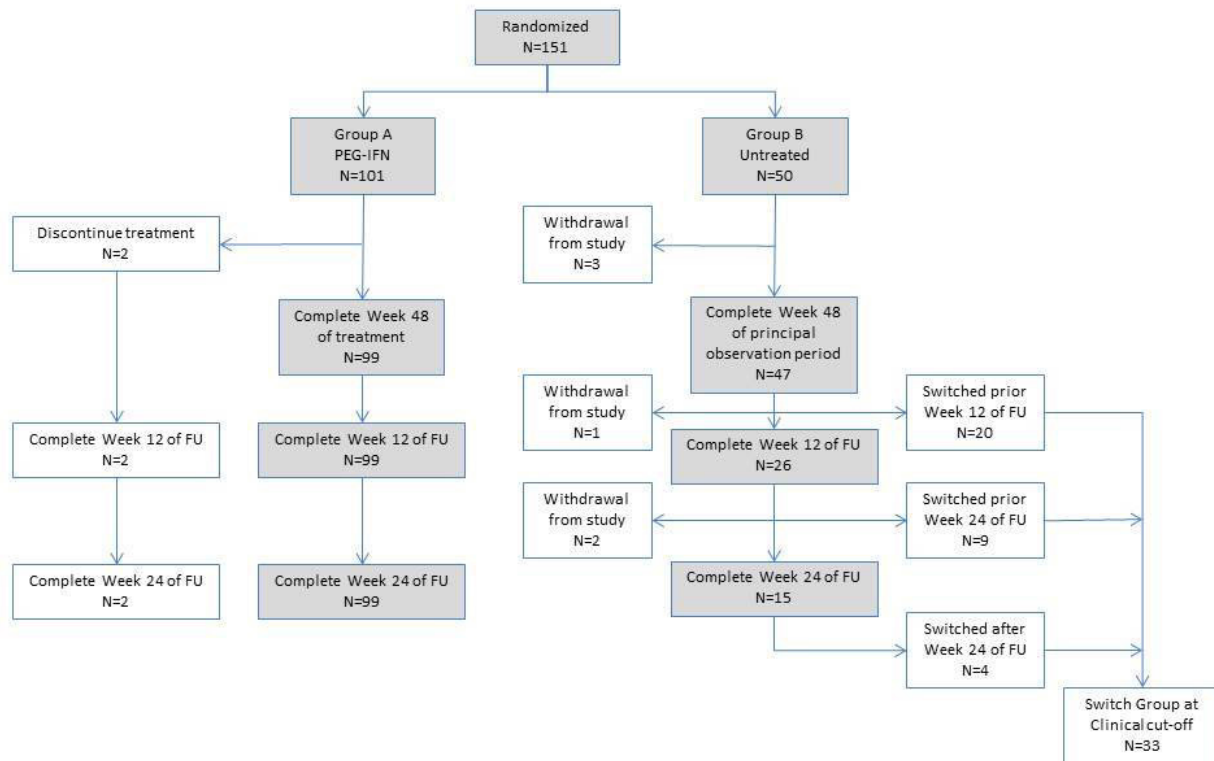 Randomized
N=151
Group A
PEG-IFN
N=101
Group B
Untreated
N=50
Discontinue treatment
N=2
Withdrawal
from study
N=3
Complete Week 48
of treatment
N=99
Complete Week 48
of principal
observation period
N=47
Withdrawal
from study
N=1
Switched prior
Week 12 of FU
N=20
Complete Week 12 of FU
N=2
Complete Week 12 of FU
N=99
Complete Week 12 of FU
N=26
Withdrawal
from study
N=2
Switched prior
Week 24 of FU
N=9
Complete Week 24 of FU
N=2
Complete Week 24 of FU
N=99
Complete Week 24 of FU
N=15
Switched after
Week 24 of FU
N=4
Switch Group at
Clinical cut-off
N=33